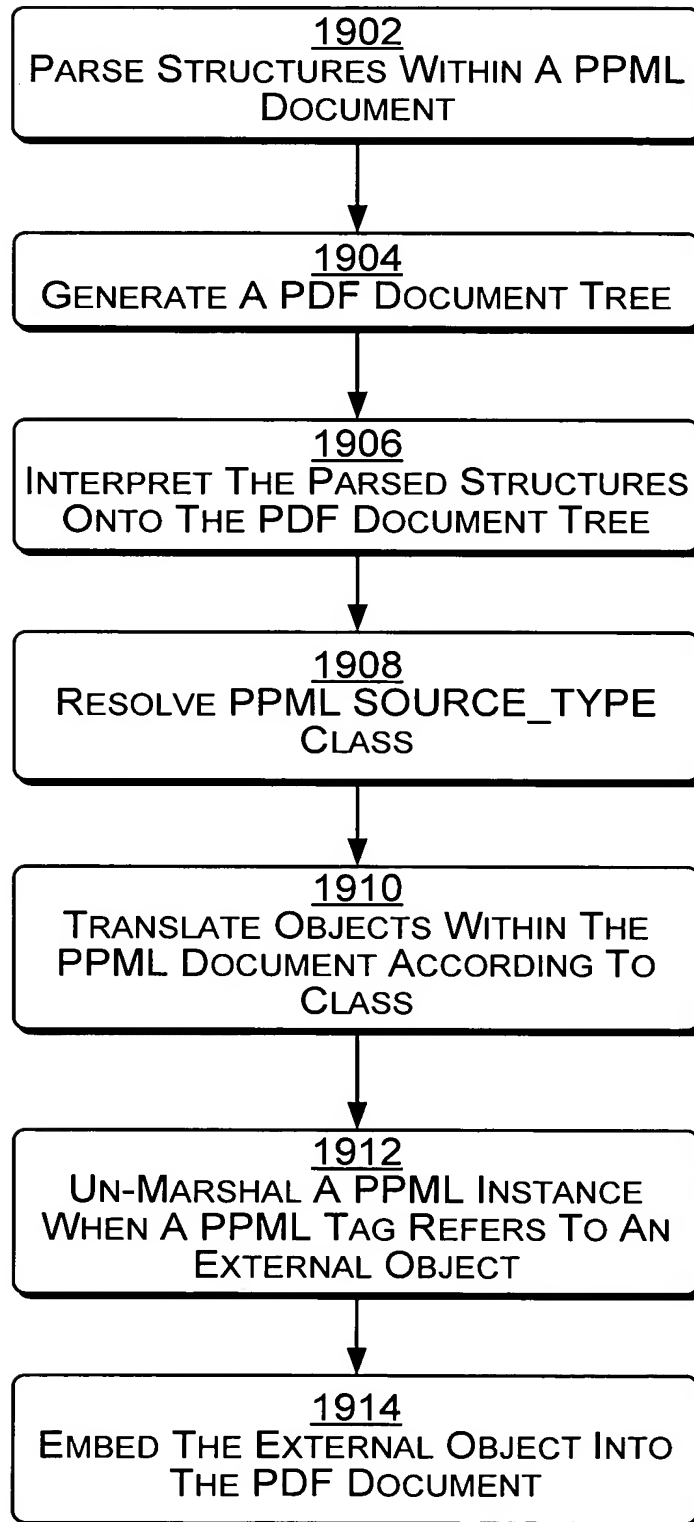 1902
PARSE STRUCTURES WITHIN A PPML
DOCUMENT
1904
GENERATE A PDF DOCUMENT TREE
1906
INTERPRET THE PARSED STRUCTURES
ONTO THE PDF DOCUMENT TREE
1908
RESOLVE PPML SOURCE_TYPE
CLASS
1910
TRANSLATE OBJECTS WITHIN THE
PPML DOCUMENT ACCORDING TO
CLASS
1912
UN-MARSHAL A PPML INSTANCE
WHEN A PPML TAG REFERS TO AN
EXTERNAL OBJECT
1914
EMBED THE EXTERNAL OBJECT INTO
THE PDF DOCUMENT